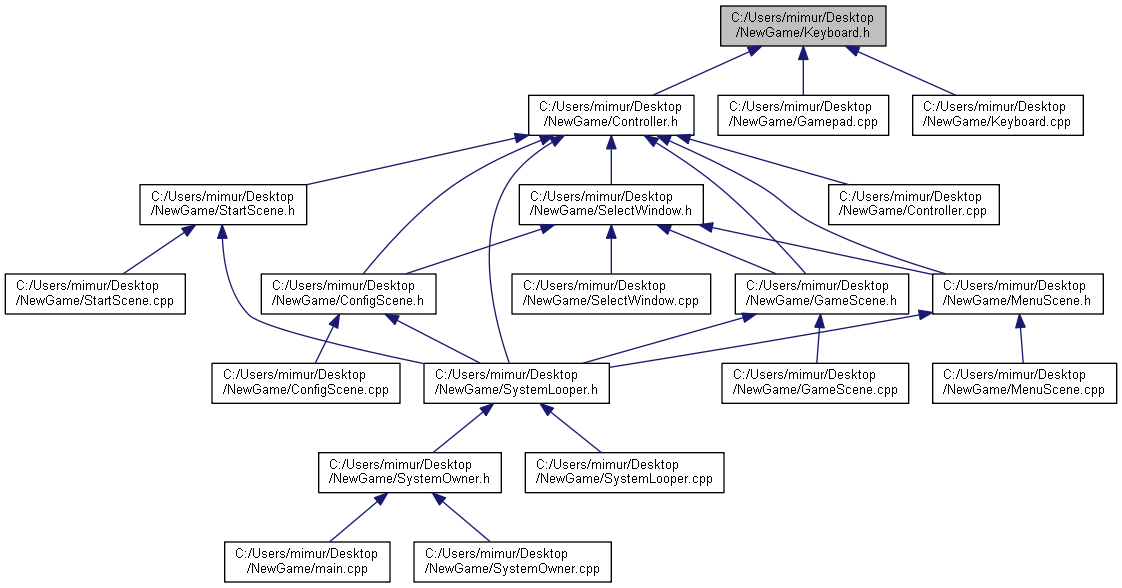 C:/Users/mimur/Desktop
/NewGame/Keyboard.h
C:/Users/mimur/Desktop
/NewGame/Controller.h
C:/Users/mimur/Desktop
/NewGame/Gamepad.cpp
C:/Users/mimur/Desktop
/NewGame/Keyboard.cpp
C:/Users/mimur/Desktop
/NewGame/StartScene.h
C:/Users/mimur/Desktop
/NewGame/SelectWindow.h
C:/Users/mimur/Desktop
/NewGame/Controller.cpp
C:/Users/mimur/Desktop
/NewGame/StartScene.cpp
C:/Users/mimur/Desktop
/NewGame/ConfigScene.h
C:/Users/mimur/Desktop
/NewGame/SelectWindow.cpp
C:/Users/mimur/Desktop
/NewGame/GameScene.h
C:/Users/mimur/Desktop
/NewGame/MenuScene.h
C:/Users/mimur/Desktop
/NewGame/ConfigScene.cpp
C:/Users/mimur/Desktop
/NewGame/SystemLooper.h
C:/Users/mimur/Desktop
/NewGame/GameScene.cpp
C:/Users/mimur/Desktop
/NewGame/MenuScene.cpp
C:/Users/mimur/Desktop
/NewGame/SystemOwner.h
C:/Users/mimur/Desktop
/NewGame/SystemLooper.cpp
C:/Users/mimur/Desktop
/NewGame/main.cpp
C:/Users/mimur/Desktop
/NewGame/SystemOwner.cpp